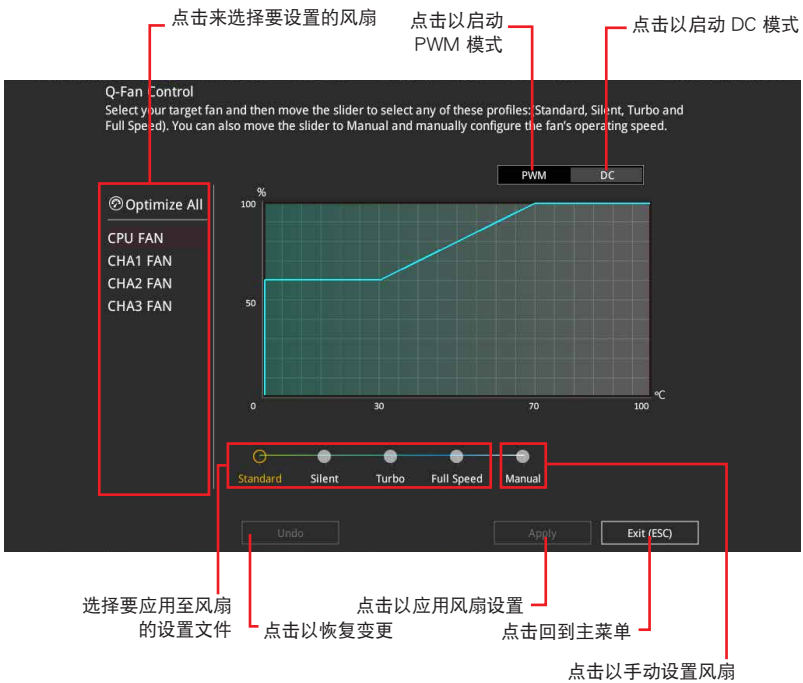 点击来选择要设置的风扇
点击以启动
PWM 模式
点击以启动 DC 模式
Q-Fan Control
Select your target fan and then move the slider to select any of these profiles:(Standard, Silent, Turbo and
Full Speed). You can also move the slider to Manual and manually configure the fan's operating speed.
PWM
DC
Optimize All
CPU FAN
CHA1 FAN
CHA2 FAN
CHA3 FAN
%
100
50
0
30
70
100
ºC
Standard
Silent
Turbo
Full Speed
Manual
Undo
Apply
Exit (ESC)
选择要应用至风扇
的设置文件
点击以恢复变更
点击以应用风扇设置
点击回到主菜单
点击以手动设置风扇